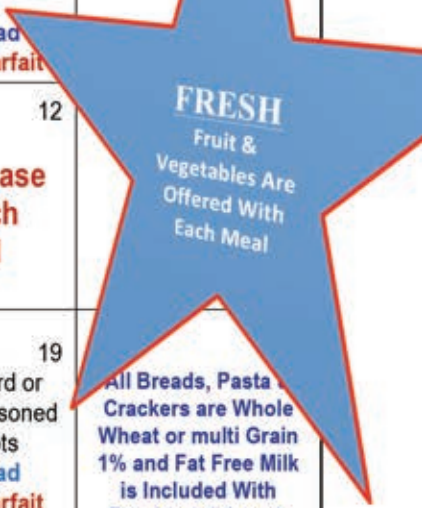 ad
rfait
12
FRESH
Fruit &
Vegetables Are
Offered With
Each Meal
ase
ch
19
rd or
soned
ts
ad
rfait
All Breads, Pasta
Crackers are Whole
Wheat or multi Grain
1% and Fat Free Milk
is Included With